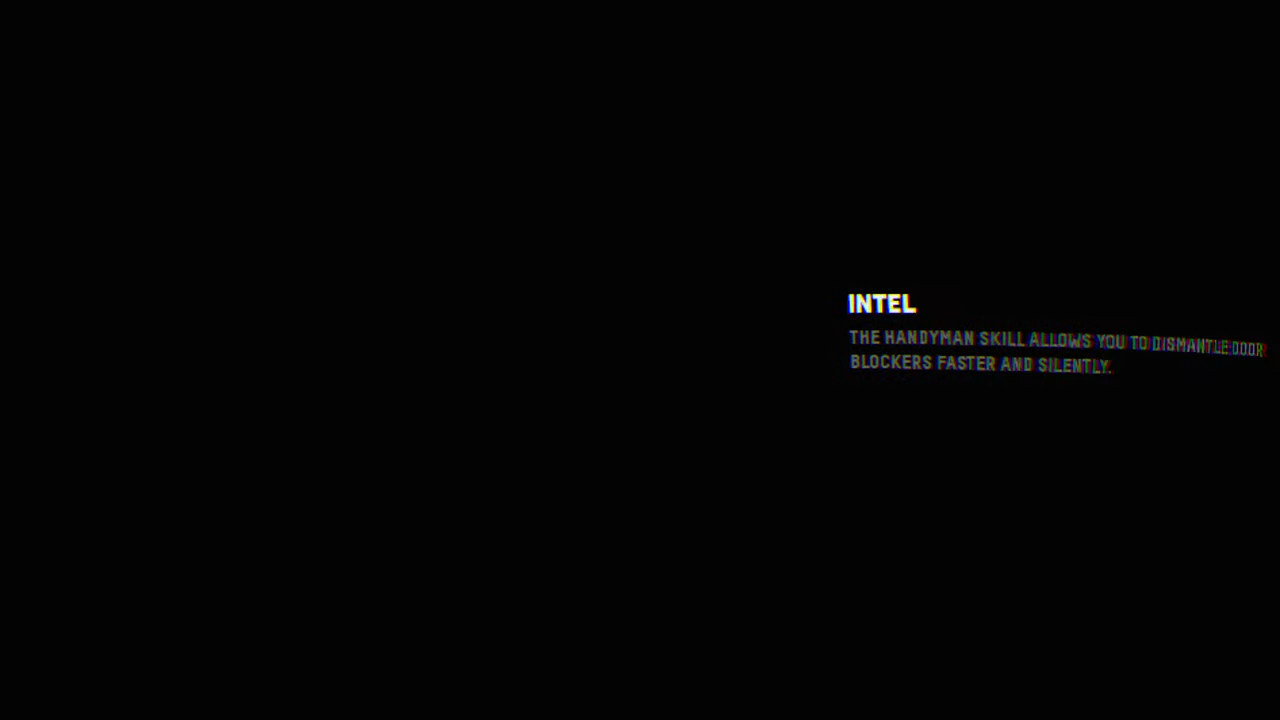 INTEL
THE HANDYMAN SKILL ALLOWS YOU TO DISMANTLE DOOR
BLOCKERS FASTER AND SILENTLY.